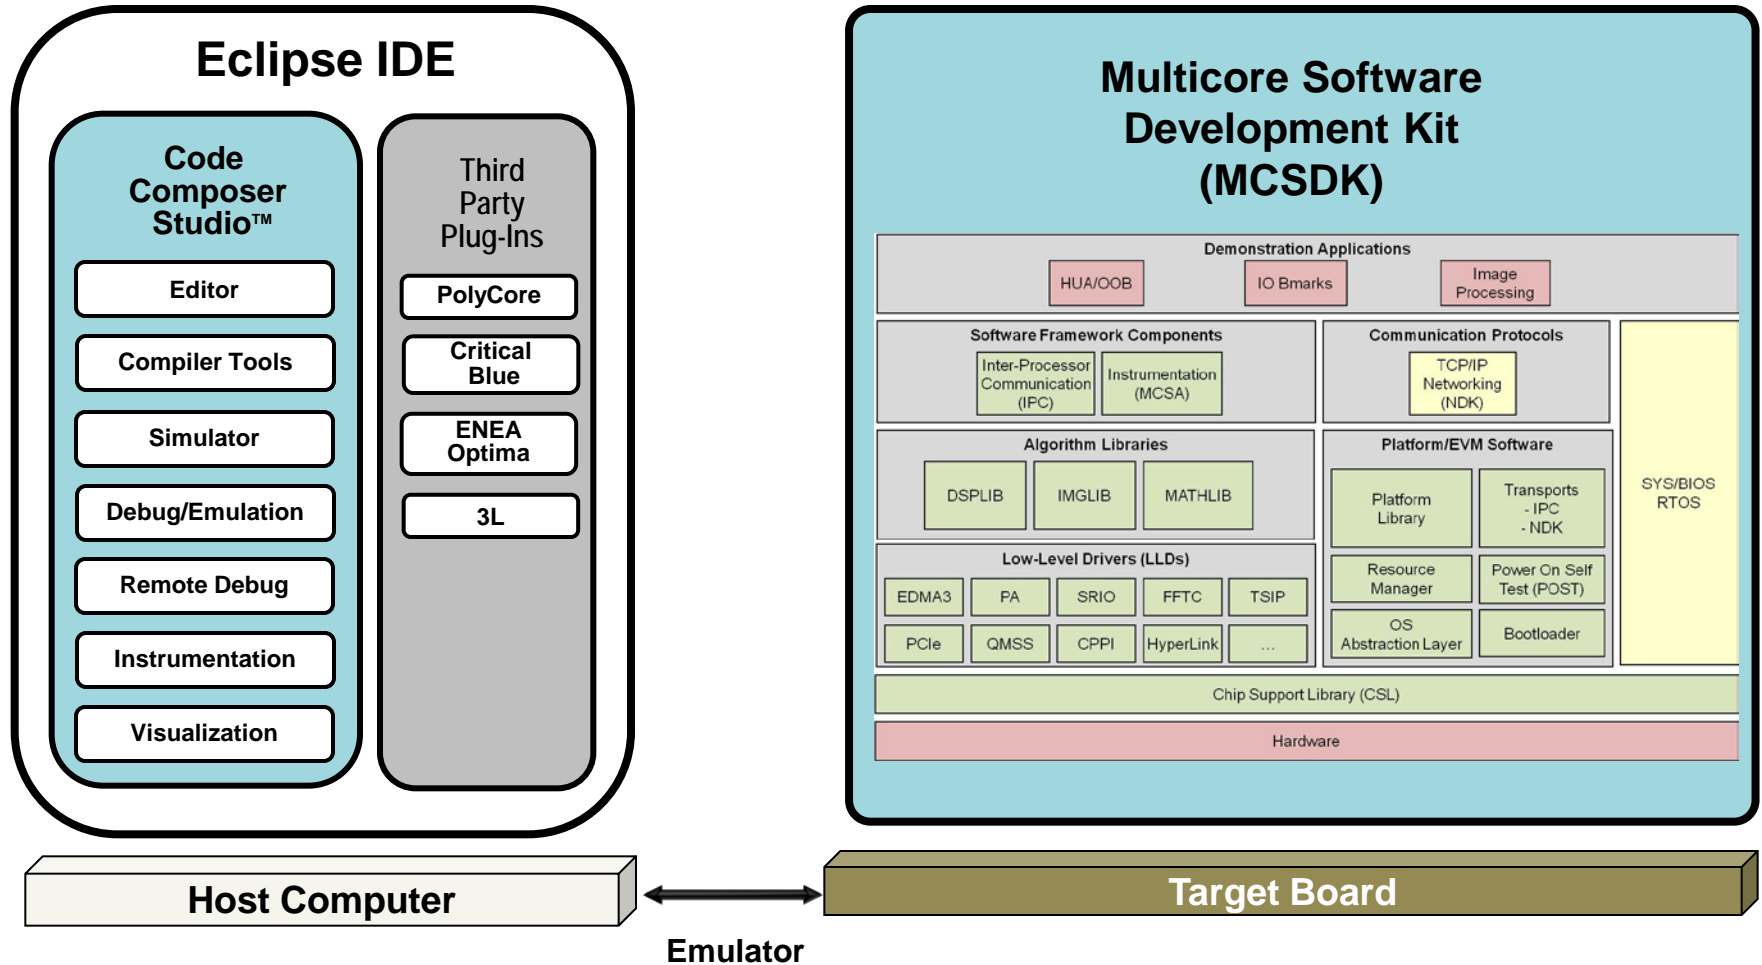 Eclipse IDE
Code
Composer
Studio™
Editor
Compiler Tools
Simulator
Debug/Emulation
Remote Debug
Instrumentation
Visualization
Third
Party
Plug-Ins
PolyCore
Critical
Blue
ENEA
Optima
3L
Host Computer
Emulator
Multicore Software
Development Kit
(MCSDK)
Demonstration Applications
HUA/OOB
IO Bmarks
Image
Processing
Software Framework Components
Inter-Processor
Communication
(IPC)
Instrumentation
(MCSA)
Communication Protocols
TCP/IP
Networking
(NDK)
Algorithm Libraries
DSPLIB
IMGLIB
MATHLIB
Platform/EVM Software
Platform
Library
Transports
- IPC
- NDK
Resource
Manager
Power On Self
Test (POST)
OS
Abstraction Layer
Bootloader
SYS/BIOS
RTOS
Low-Level Drivers (LLDs)
EDMA3
PA
SRIO
FFTC
TSIP
PCIe
QMSS
CPPI
HyperLink
...
Chip Support Library (CSL)
Hardware
Target Board